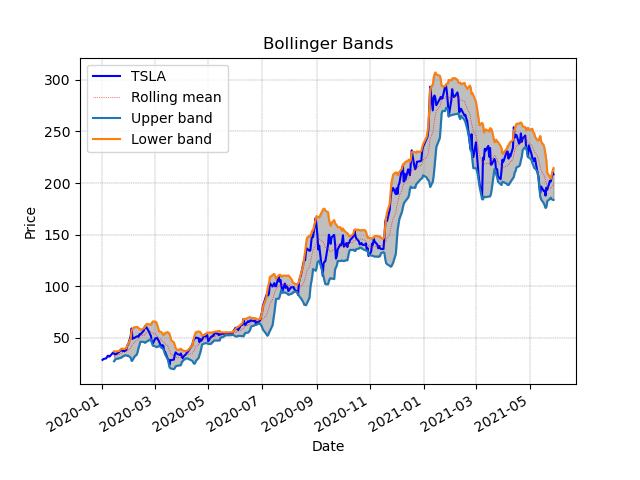 Bollinger Bands
TSLA
Rolling mean
Upper band
Lower band
300
250
200
150
100
50
Price
2020-01
2020-03
2020-05
2020-07
2020-09
2020-11
2021-01
2021-03
2021-05
Date